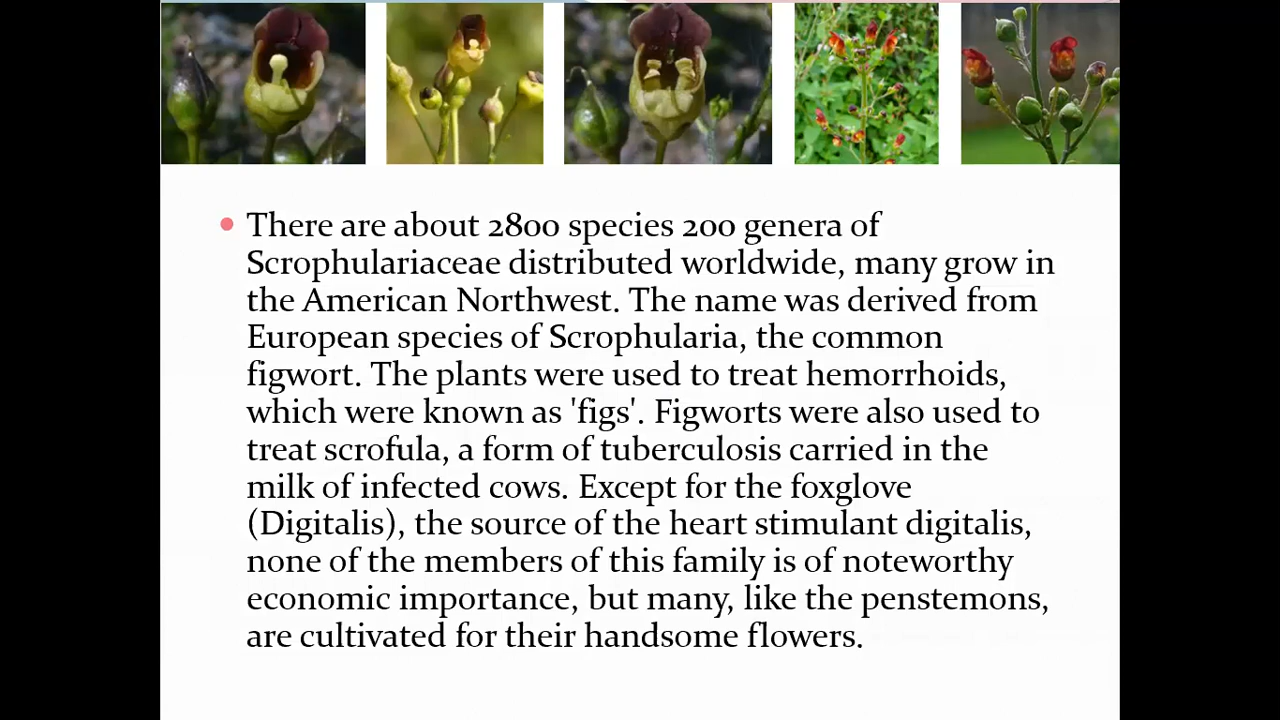 There are about 2800 species 200 genera of
Scrophulariaceae distributed worldwide, many grow in
the American Northwest. The name was derived from
European species of Scrophularia, the common
figwort. The plants were used to treat hemorrhoids,
which were known as 'figs'. Figworts were also used to
treat scrofula, a form of tuberculosis carried in the
milk of infected cows. Except for the foxglove
(Digitalis), the source of the heart stimulant digitalis,
none of the members of this family is of noteworthy
economic importance, but many, like the penstemons,
are cultivated for their handsome flowers.